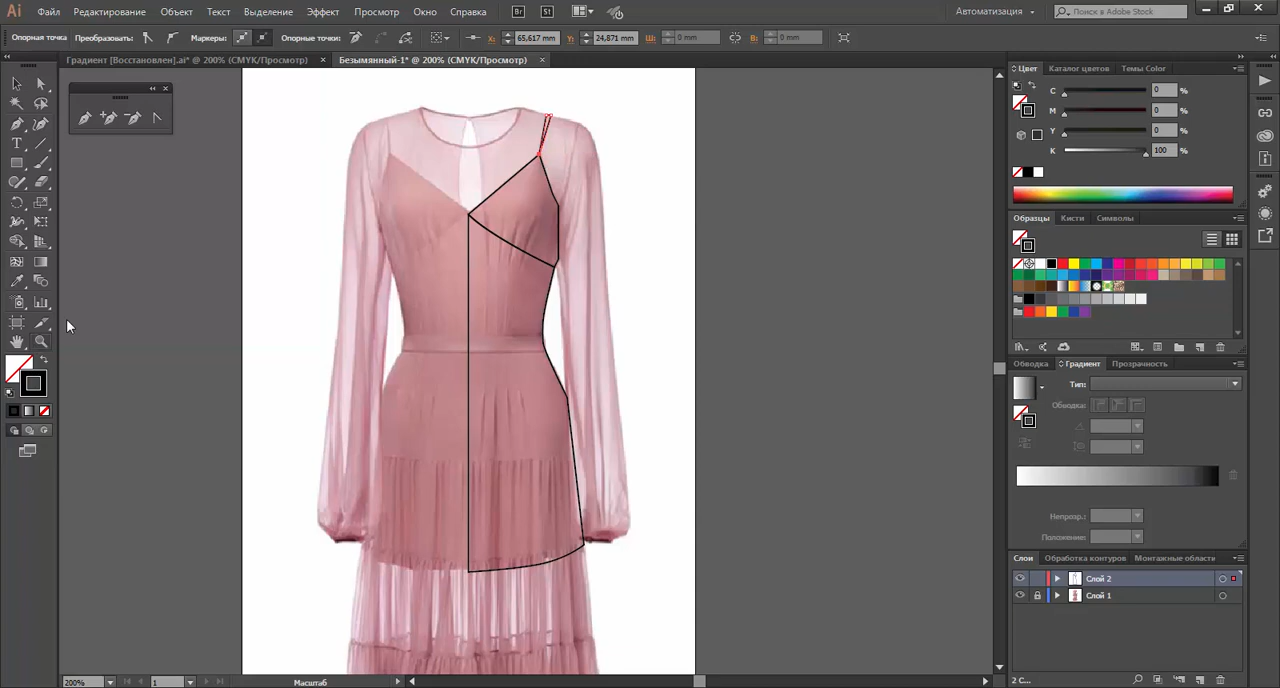 Ai Файл Редактирование Объект Текст Выделение Эффект Просмотр Окно Справка Br St Автоматизация Поиск в Adobe Stock
Опорная точка Преобразовать: Маркеры: Опорные точки: X: 65,617 mm Y: 24,871 mm Ш: 0 mm В: 0 mm
Градиент [Восстановлен].ai* @ 200% (CMYK/Просмотр) × Безымянный-1* @ 200% (CMYK/Просмотр) ×
Цвет Каталог цветов Темы Color
C 0 %
M 0 %
Y 0 %
K 100 %
Образцы Кисти Символы
Обводка Градиент Прозрачность
Тип:
Обводка:
Непрозр.:
Положение:
Слои Обработка контуров Монтажные области
Слой 2
Слой 1
200% 1 Масштаб 2 С...